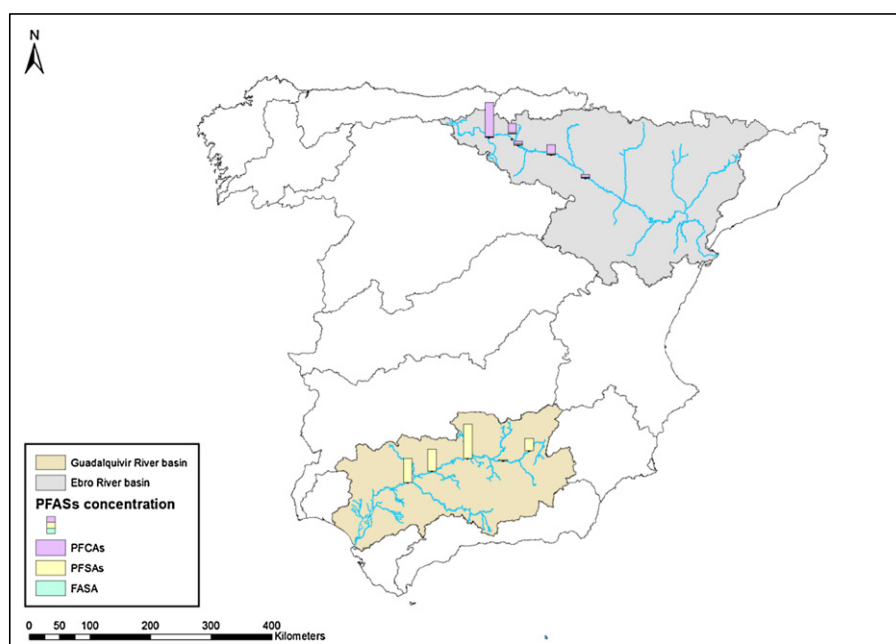 N
Guadalquivir River basin
Ebro River basin
PFASs concentration
PFCAs
PFSAs
FASA
0 50 100 200 300 400
Kilometers